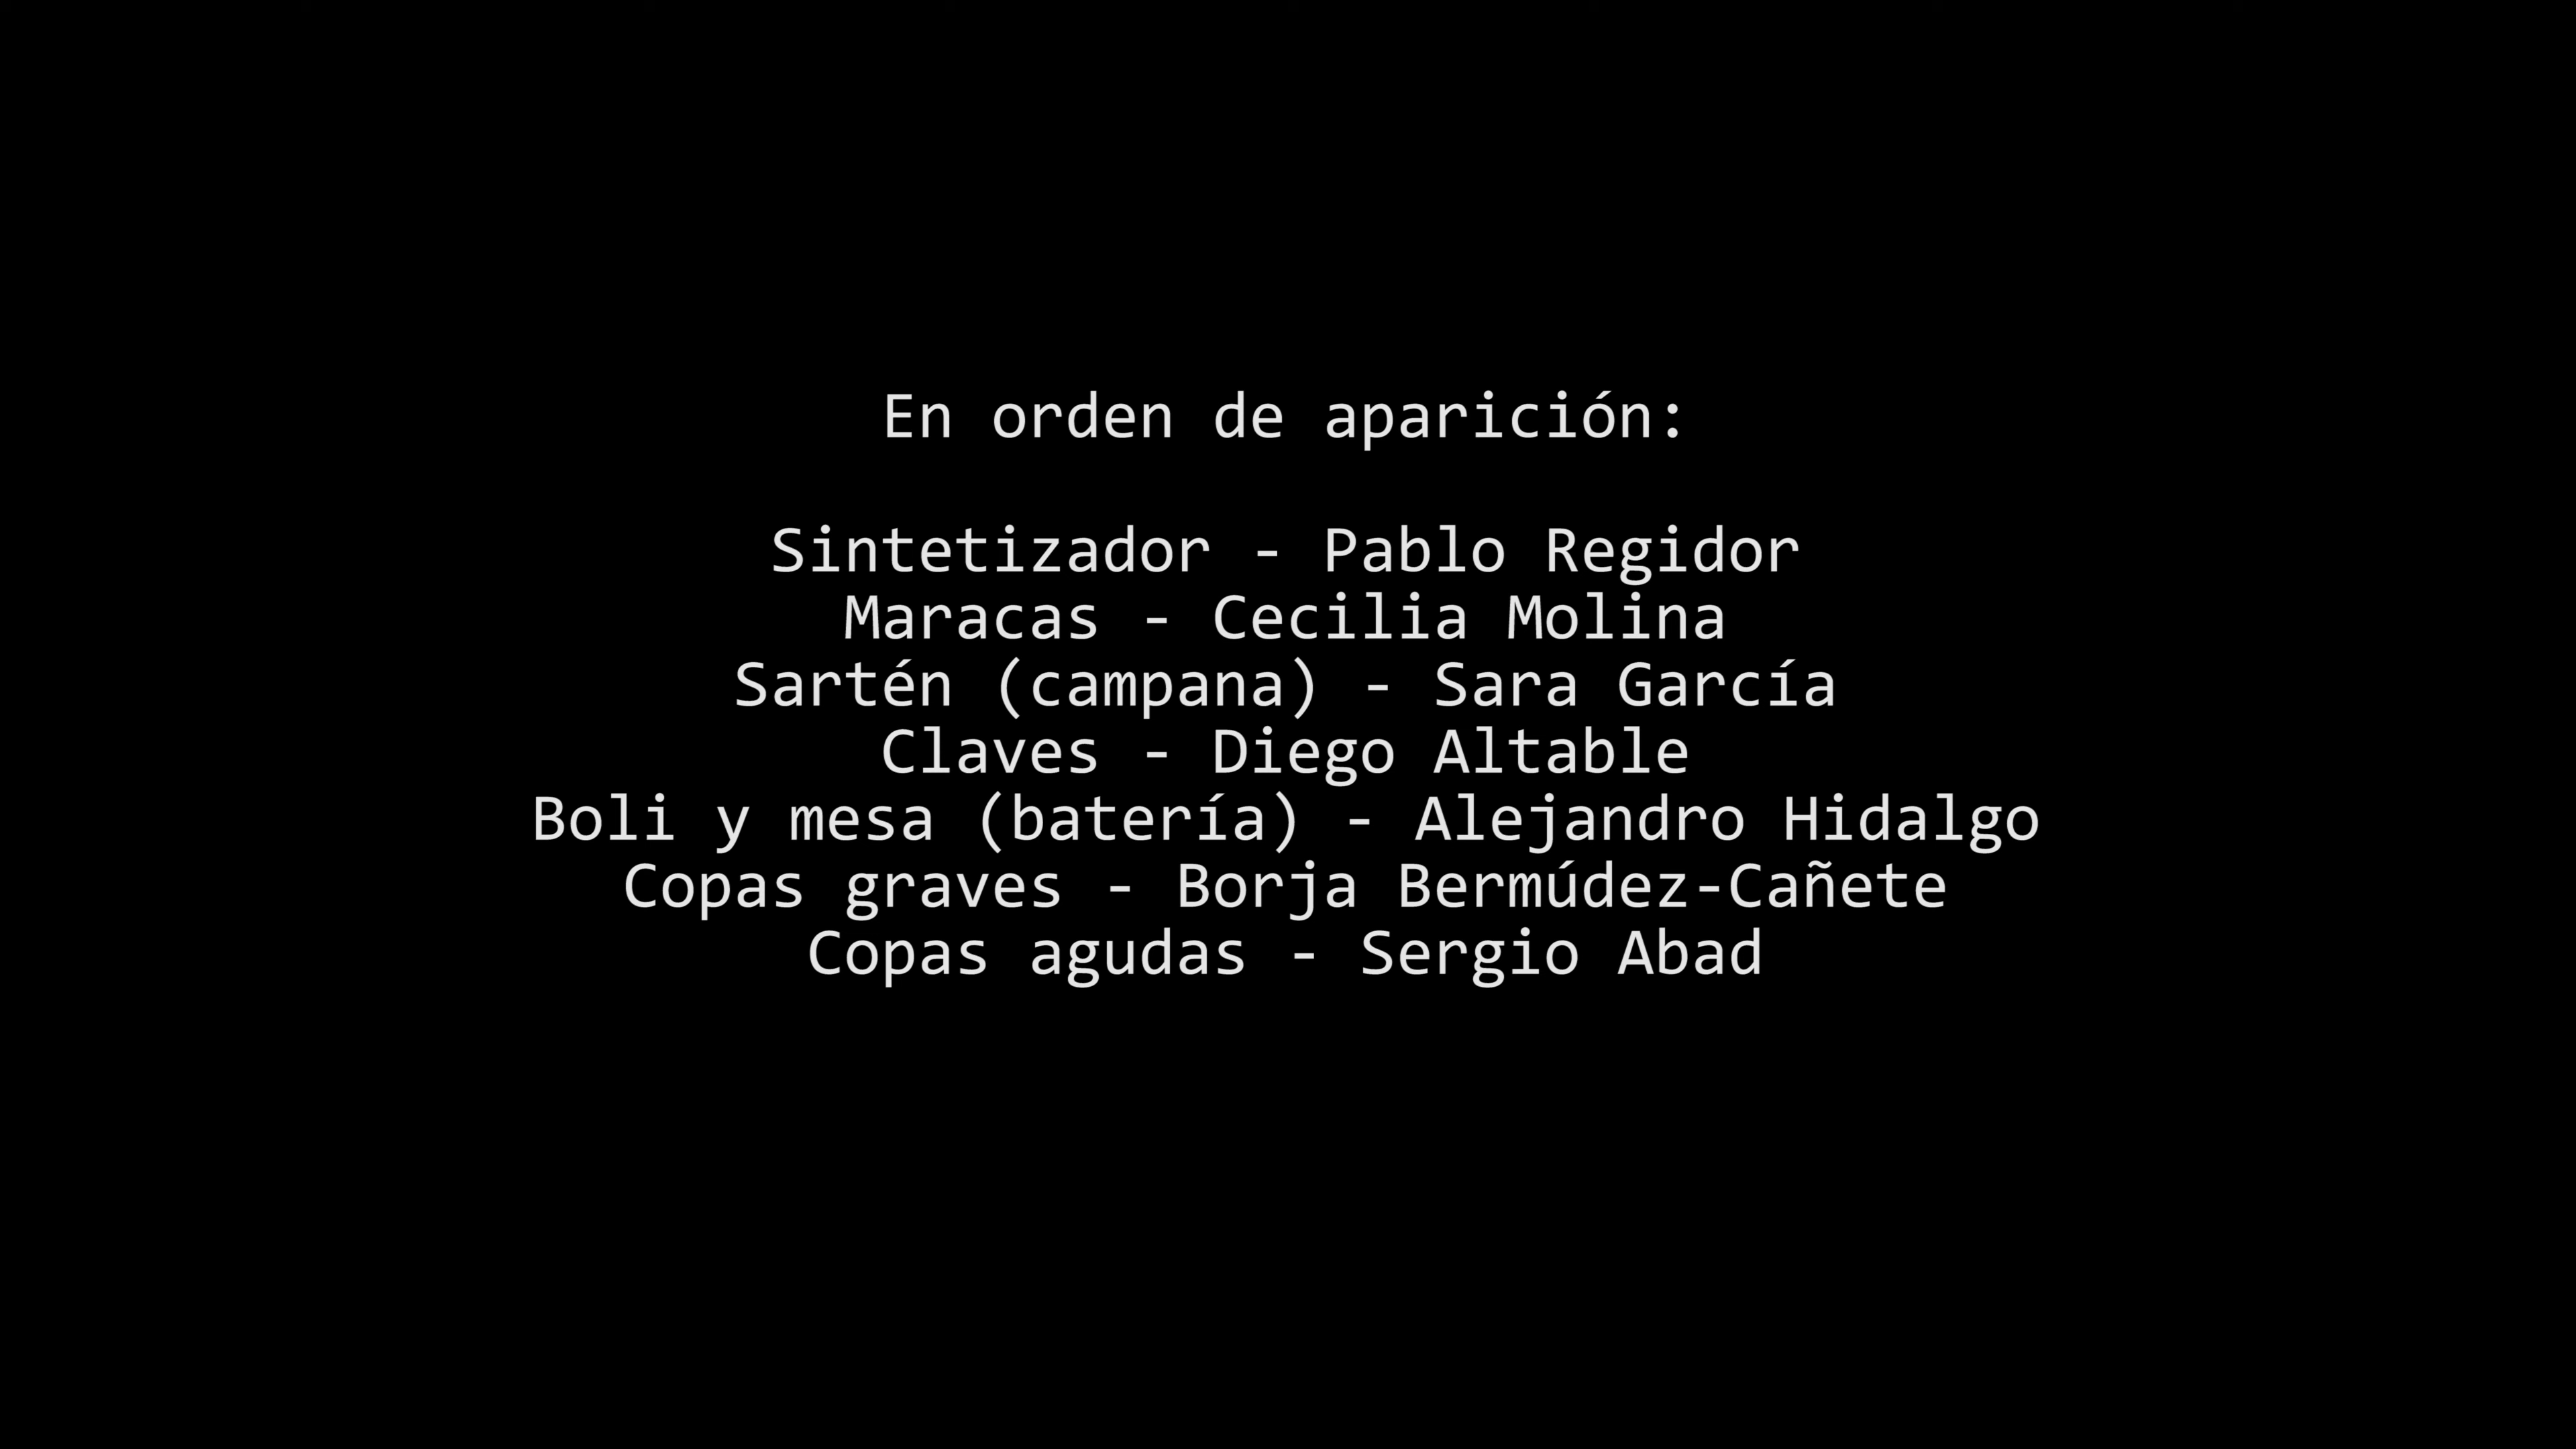 En orden de aparición:
Sintetizador - Pablo Regidor
Maracas - Cecilia Molina
Sartén (campana) - Sara García
Claves - Diego Altable
Boli y mesa (batería) - Alejandro Hidalgo
Copas graves - Borja Bermúdez-Cañete
Copas agudas - Sergio Abad